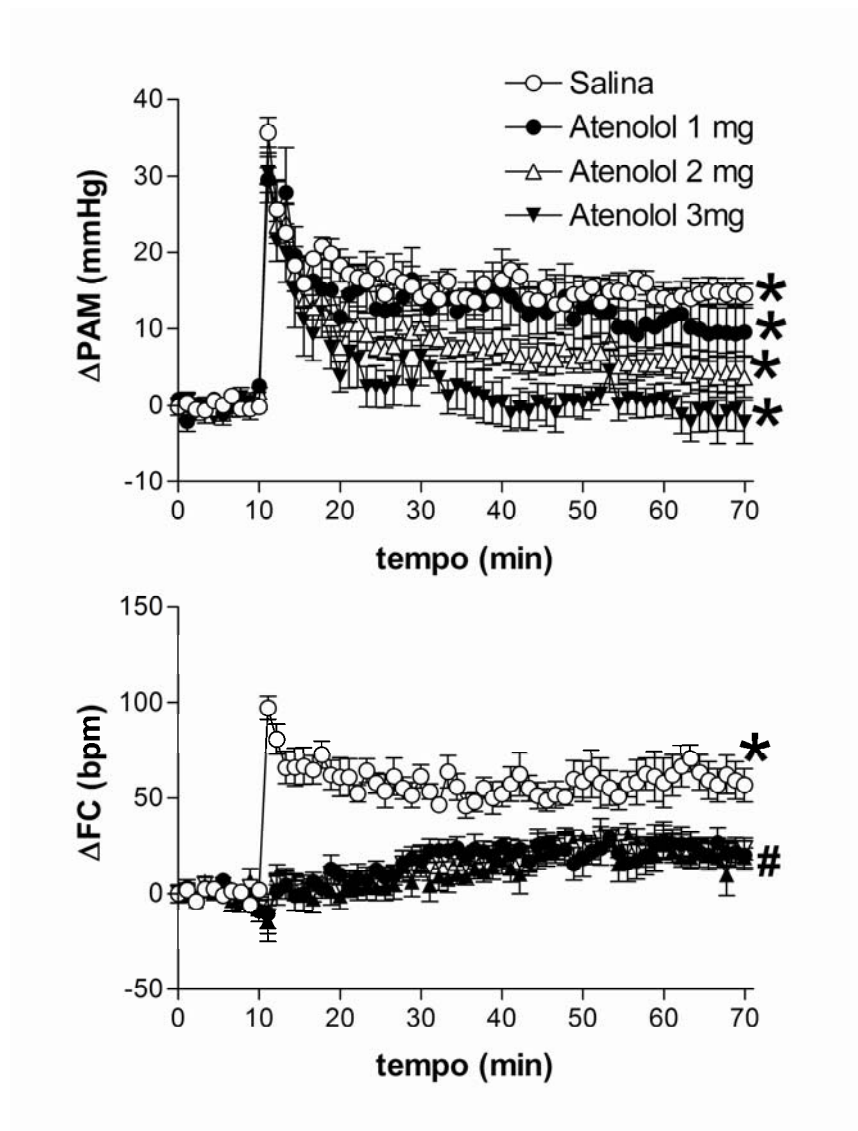 Salina
Atenolol 1 mg
Atenolol 2 mg
Atenolol 3mg
40
30
20
10
0
-10
ΔPAM (mmHg)
*
*
*
*
0 10 20 30 40 50 60 70
tempo (min)
150
100
50
0
-50
ΔFC (bpm)
*
#
0 10 20 30 40 50 60 70
tempo (min)